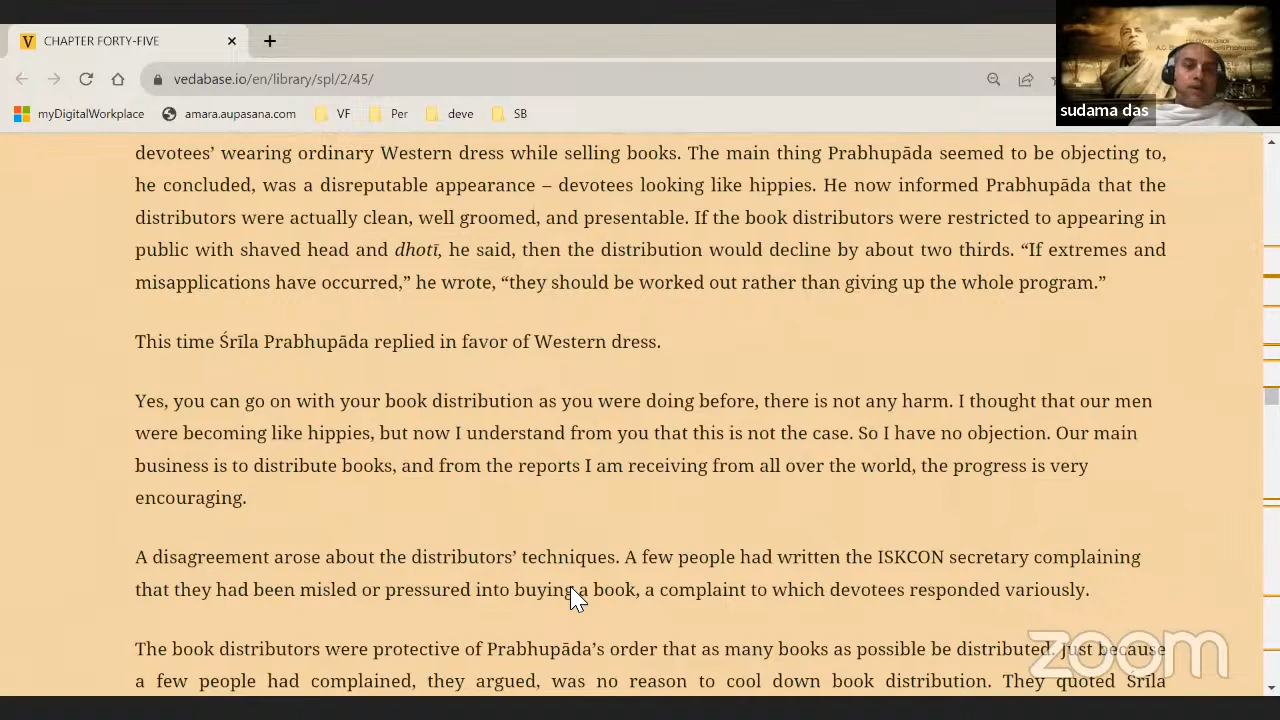 CHAPTER FORTY-FIVE
vedabase.io/en/library/spl/2/45/
myDigitalWorkplace
amara.aupasana.com
VF
Per
deve
SB
sudama das
devotees’ wearing ordinary Western dress while selling books. The main thing Prabhupāda seemed to be objecting to,
he concluded, was a disreputable appearance – devotees looking like hippies. He now informed Prabhupāda that the
distributors were actually clean, well groomed, and presentable. If the book distributors were restricted to appearing in
public with shaved head and dhotī, he said, then the distribution would decline by about two thirds. “If extremes and
misapplications have occurred,” he wrote, “they should be worked out rather than giving up the whole program.”
This time Śrīla Prabhupāda replied in favor of Western dress.
Yes, you can go on with your book distribution as you were doing before, there is not any harm. I thought that our men
were becoming like hippies, but now I understand from you that this is not the case. So I have no objection. Our main
business is to distribute books, and from the reports I am receiving from all over the world, the progress is very
encouraging.
A disagreement arose about the distributors’ techniques. A few people had written the ISKCON secretary complaining
that they had been misled or pressured into buying a book, a complaint to which devotees responded variously.
The book distributors were protective of Prabhupāda’s order that as many books as possible be distributed. Just because
a few people had complained, they argued, was no reason to cool down book distribution. They quoted Śrīla
zoom